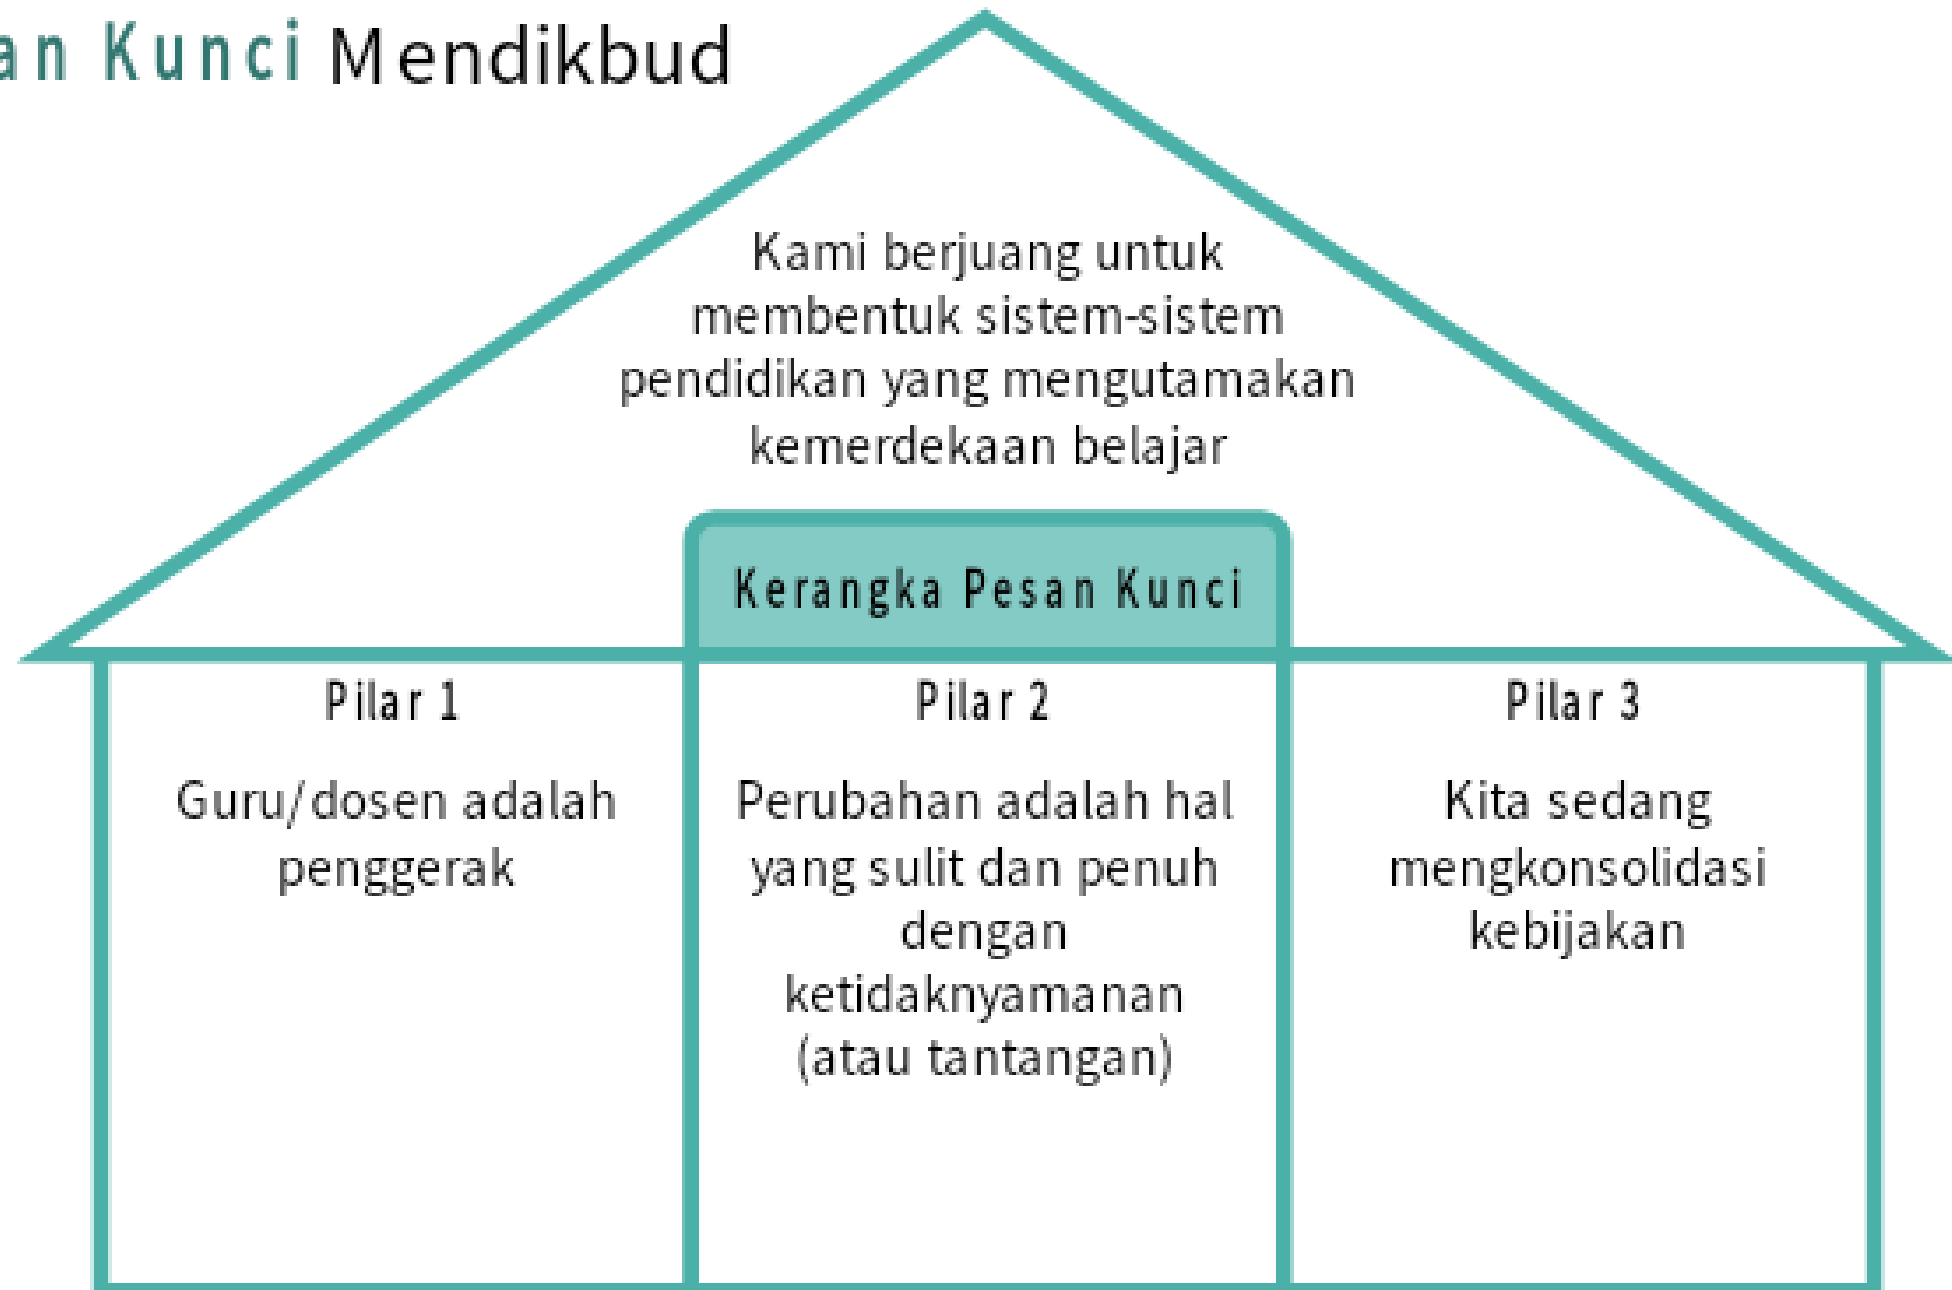 an Kunci Mendikbud
Kami berjuang untuk
membentuk sistem-sistem
pendidikan yang mengutamakan
kemerdekaan belajar
Kerangka Pesan Kunci
Pilar 1
Guru/dosen adalah
penggerak
Pilar 2
Perubahan adalah hal
yang sulit dan penuh
dengan
ketidaknyamanan
(atau tantangan)
Pilar 3
Kita sedang
mengkonsolidasi
kebijakan